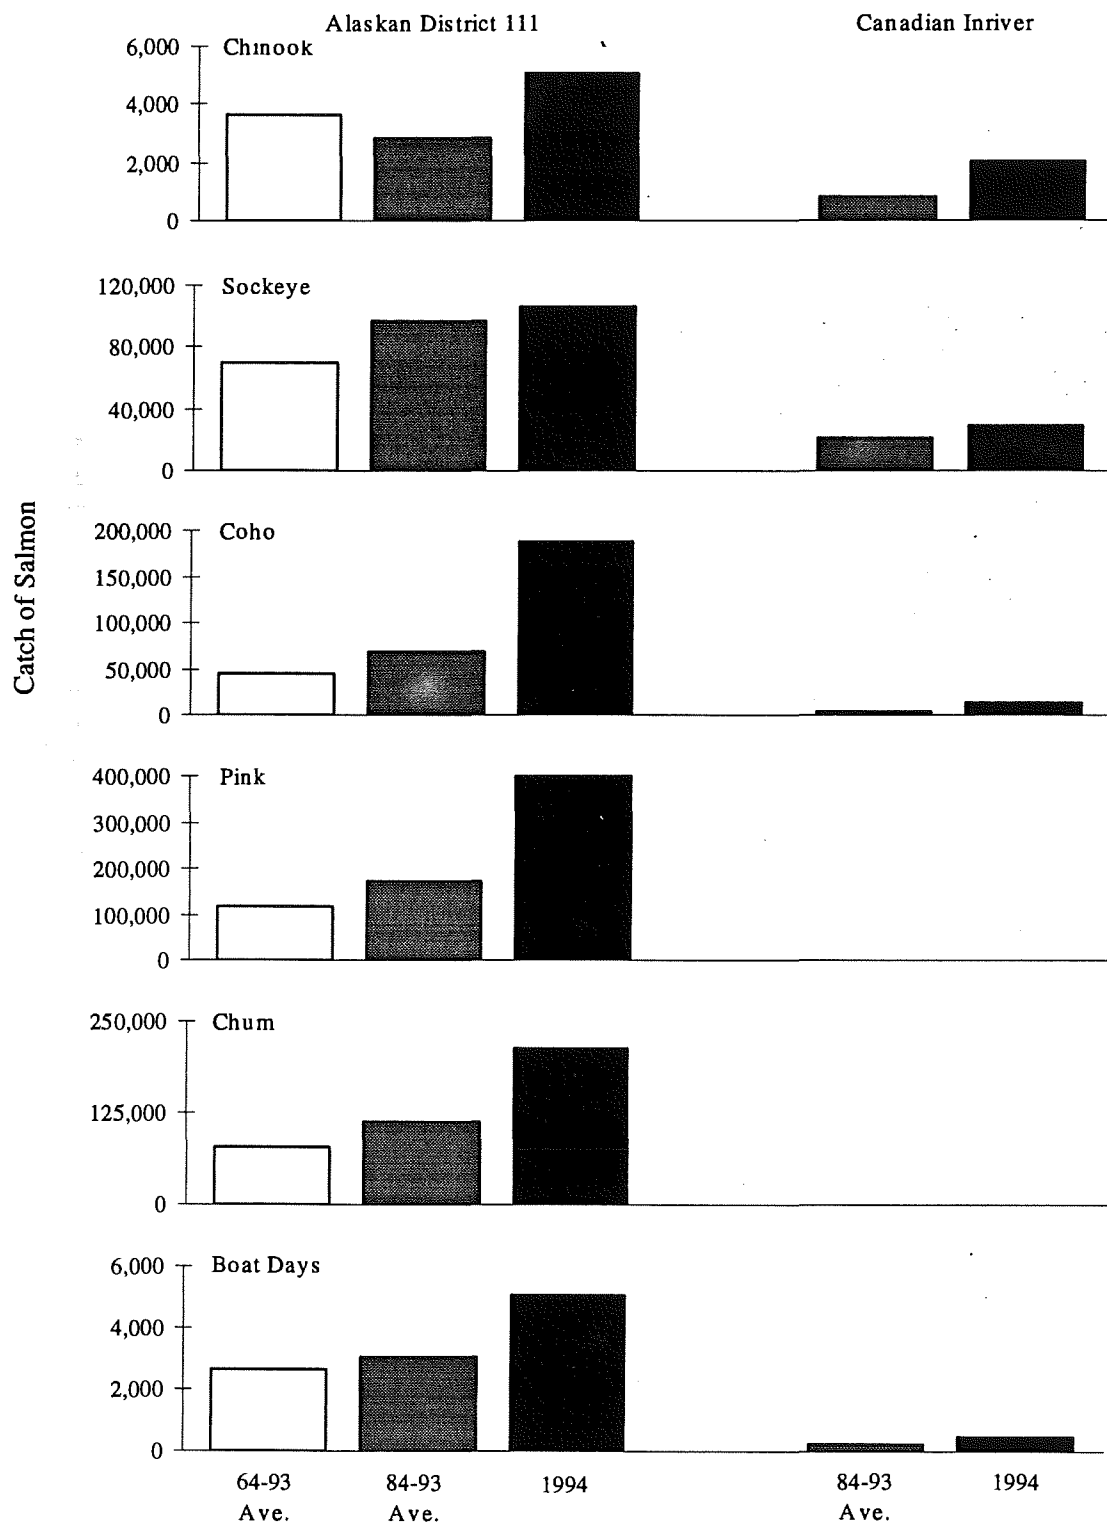 Alaskan District 111 Canadian Inriver
6,000 Chinook
4,000
2,000
0
120,000 Sockeye
80,000
40,000
0
Catch of Salmon
200,000 Coho
150,000
100,000
50,000
0
400,000 Pink
300,000
200,000
100,000
0
250,000 Chum
125,000
0
6,000 Boat Days
4,000
2,000
0
64-93 84-93 1994 84-93 1994
Ave. Ave. Ave.